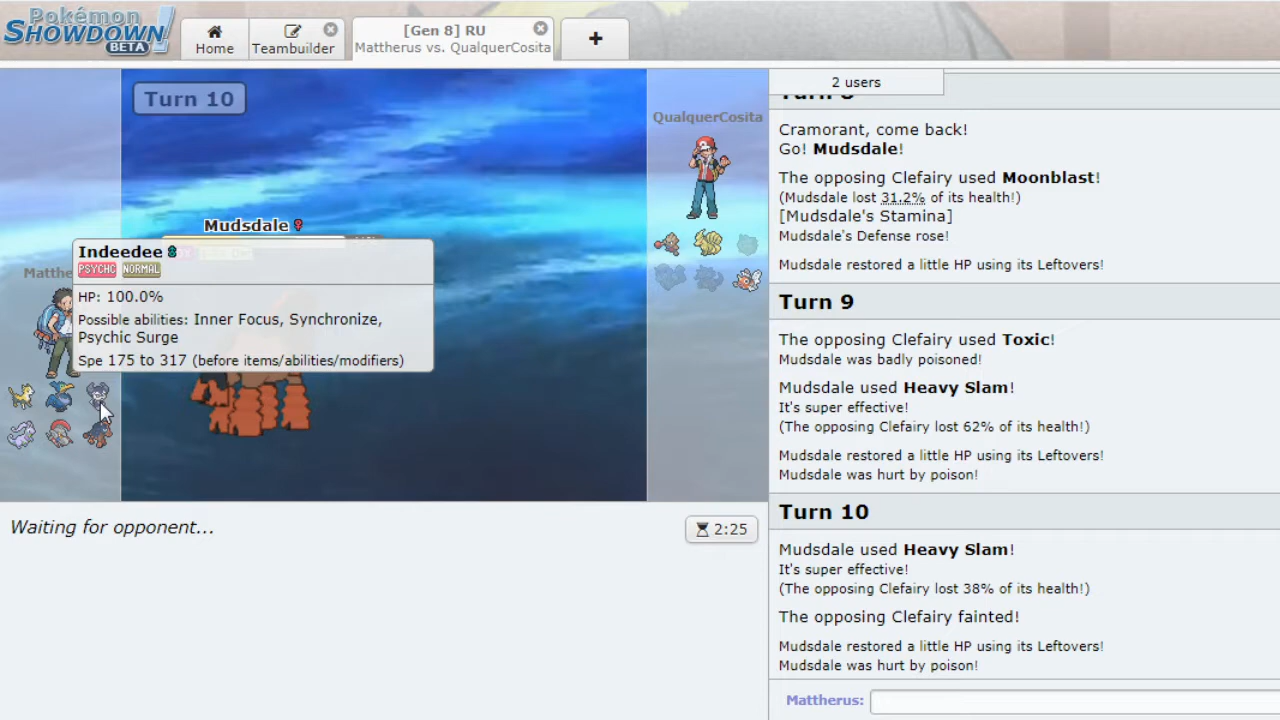 Pokémon
SHOWDOWN!
BETA
Home
Teambuilder
[Gen 8] RU
Mattherus vs. QualquerCosita
+
Turn 10
QualquerCosita
Mudsdale
Indeedee
PSYCHC NORMAL
HP: 100.0%
Possible abilities: Inner Focus, Synchronize,
Psychic Surge
Spe 175 to 317 (before items/abilities/modifiers)
Waiting for opponent...
2:25
2 users
Cramorant, come back!
Go! Mudsdale!
The opposing Clefairy used Moonblast!
(Mudsdale lost 31.2% of its health!)
[Mudsdale's Stamina]
Mudsdale's Defense rose!
Mudsdale restored a little HP using its Leftovers!
Turn 9
The opposing Clefairy used Toxic!
Mudsdale was badly poisoned!
Mudsdale used Heavy Slam!
It's super effective!
(The opposing Clefairy lost 62% of its health!)
Mudsdale restored a little HP using its Leftovers!
Mudsdale was hurt by poison!
Turn 10
Mudsdale used Heavy Slam!
It's super effective!
(The opposing Clefairy lost 38% of its health!)
The opposing Clefairy fainted!
Mudsdale restored a little HP using its Leftovers!
Mudsdale was hurt by poison!
Mattherus: